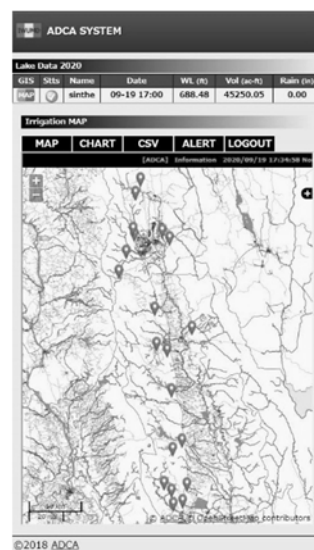 ADCA SYSTEM
Lake Data 2020
GIS Stts Name Date WL (ft) Vol (ac-ft) Rain (in)
MAP sinthe 09-19 17:00 688.48 45250.05 0.00
Irrigation MAP
MAP CHART CSV ALERT LOGOUT
[ADCA] Information 2020/09/19 17:24:58 No
+
© ADCA, © OpenStreetMap contributors
©2018 ADCA